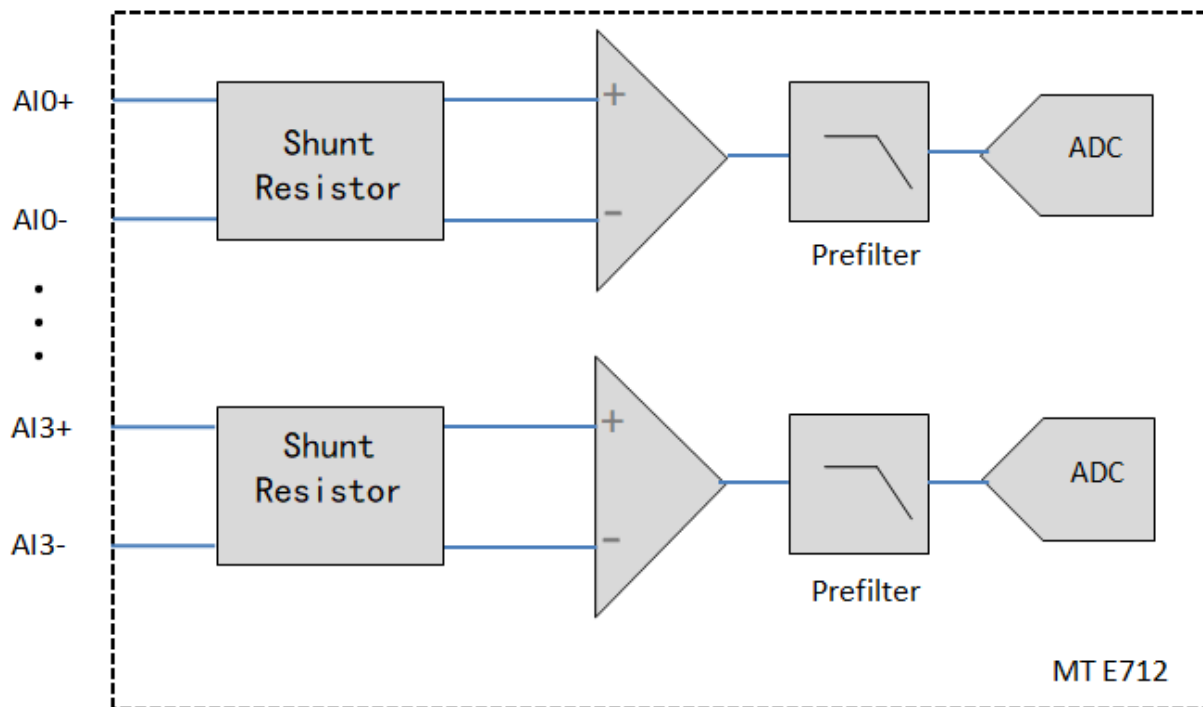 AI0+
Shunt
Resistor
+
ADC
AI0-
-
Prefilter
AI3+
Shunt
Resistor
+
ADC
AI3-
-
Prefilter
MT E712